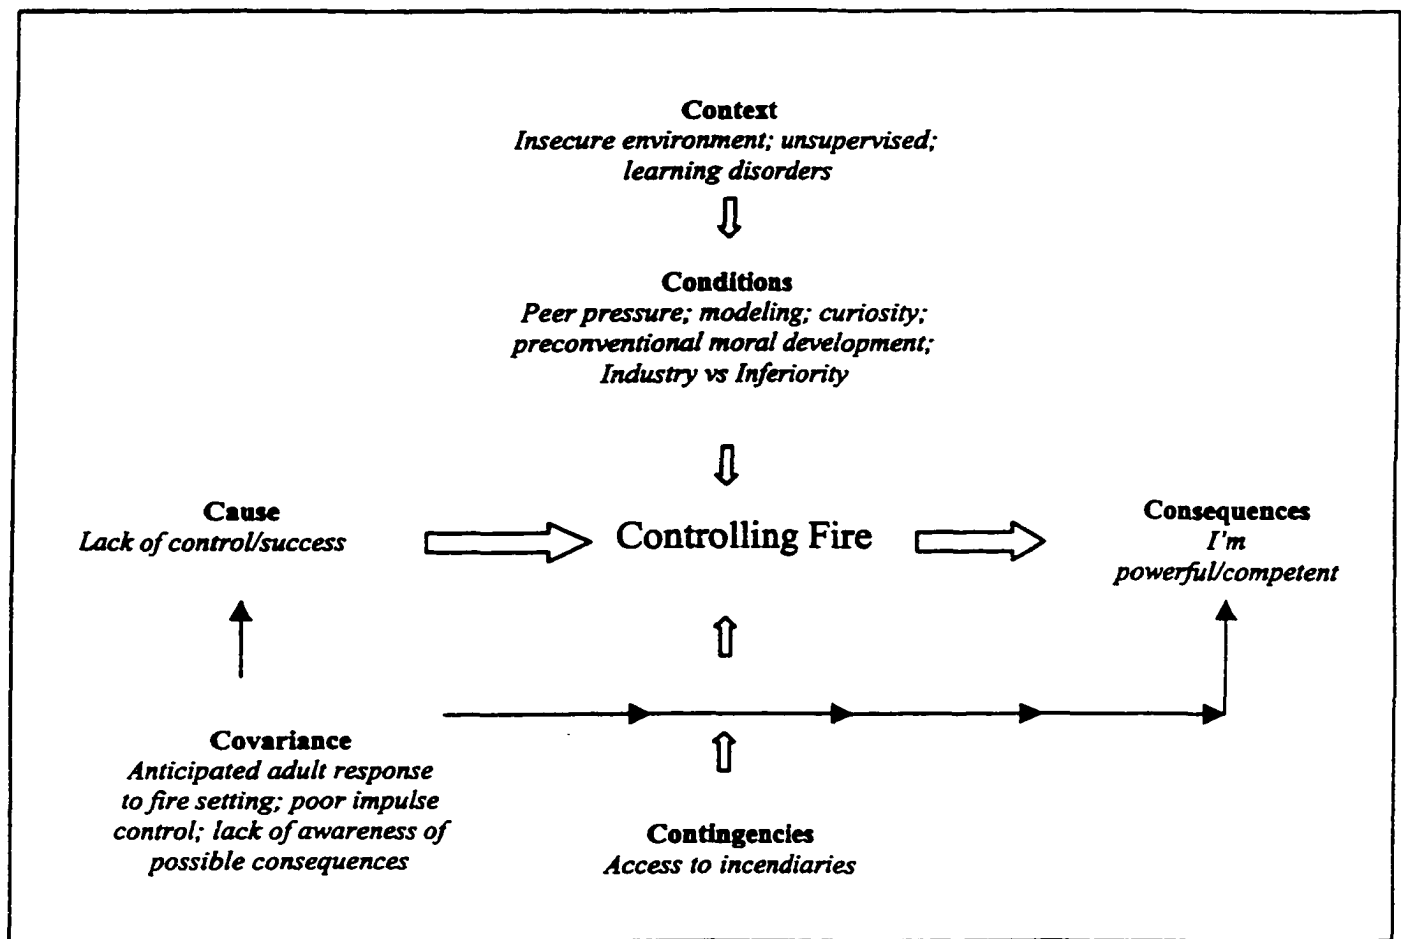 Context
Insecure environment; unsupervised;
learning disorders
Conditions
Peer pressure; modeling; curiosity;
preconventional moral development;
Industry vs Inferiority
Cause
Lack of control/success
Controlling Fire
Consequences
I'm
powerful/competent
Covariance
Anticipated adult response
to fire setting; poor impulse
control; lack of awareness of
possible consequences
Contingencies
Access to incendiaries